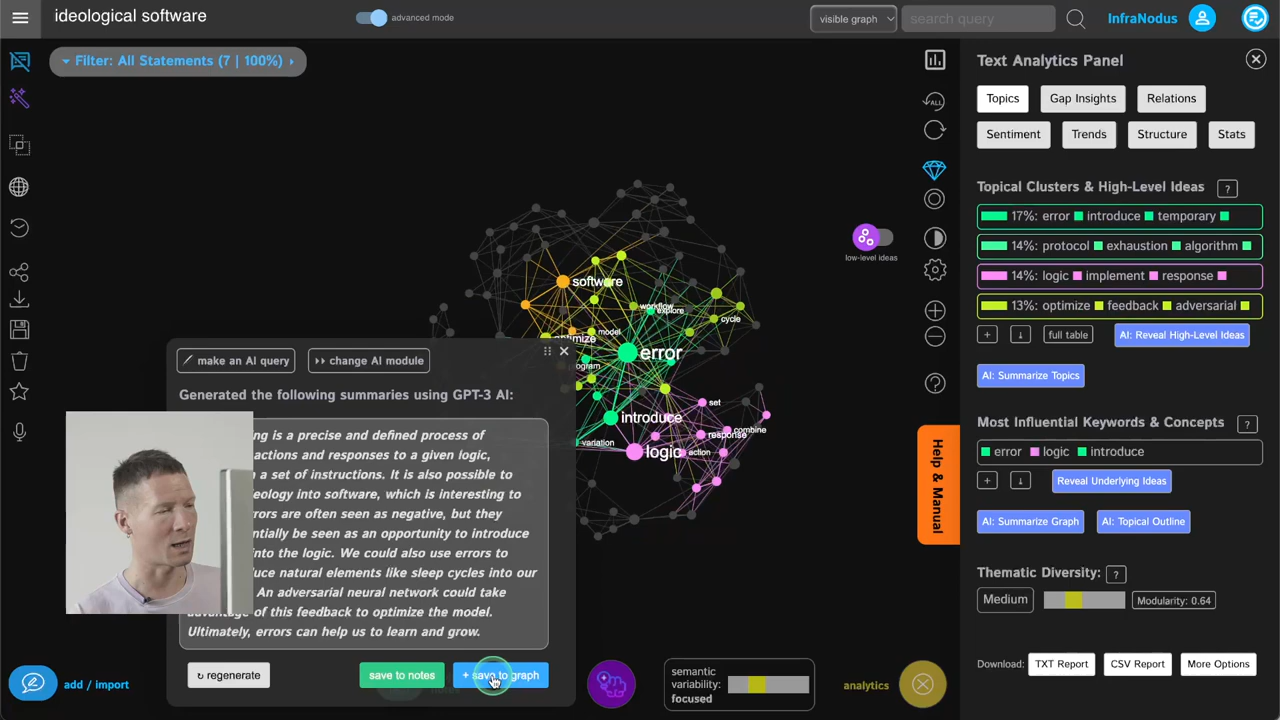 ideological software
advanced mode
visible graph
search query
InfraNodus
Filter: All Statements (7 | 100%)
Text Analytics Panel
Topics
Gap Insights
Relations
Sentiment
Trends
Structure
Stats
Topical Clusters & High-Level Ideas
?
17%: error introduce temporary
14%: protocol exhaustion algorithm
14%: logic implement response
13%: optimize feedback adversarial
+
↓
full table
AI: Reveal High-Level Ideas
AI: Summarize Topics
Most Influential Keywords & Concepts
?
error logic introduce
+
↓
Reveal Underlying Ideas
AI: Summarize Graph
AI: Topical Outline
Thematic Diversity:
?
Medium
Modularity: 0.64
Download:
TXT Report
CSV Report
More Options
ALL
low-level ideas
Help & Manual
software
workflow
explore
cycle
model
error
set
introduce
combine
response
variation
logic
action
make an AI query
change AI module
Generated the following summaries using GPT-3 AI:
is a precise and defined process of
actions and responses to a given logic,
a set of instructions. It is also possible to
into software, which is interesting to
are often seen as negative, but they
be seen as an opportunity to introduce
into the logic. We could also use errors to
natural elements like sleep cycles into our
An adversarial neural network could take
of this feedback to optimize the model.
Ultimately, errors can help us to learn and grow.
regenerate
save to notes
+ save to graph
add / import
semantic
variability:
focused
analytics